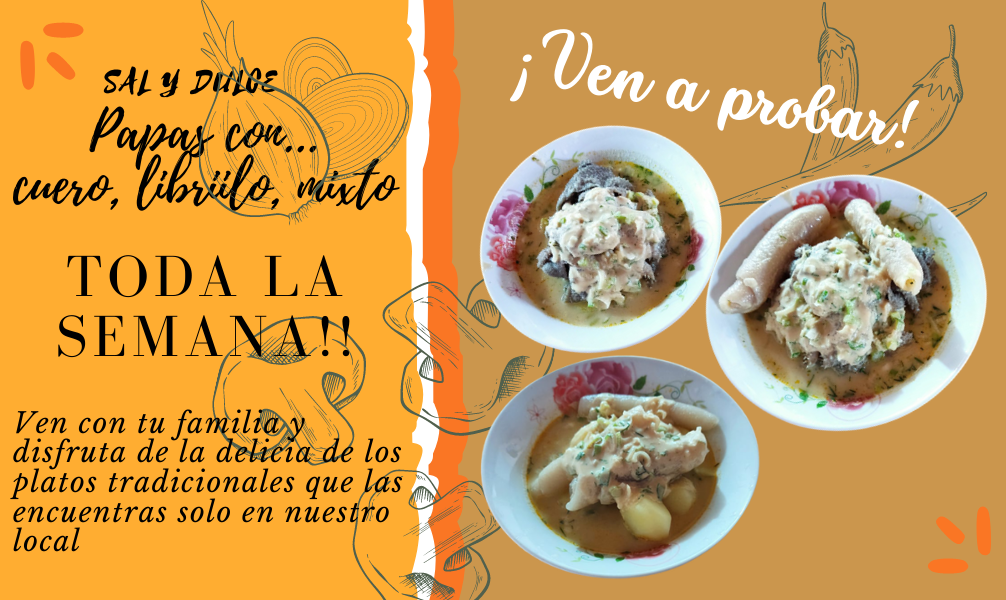 SAL Y DULCE
Papas con...
cuero, libriilo, mixto
TODA LA
SEMANA!!
Ven con tu familia y
disfruta de la delicia de los
platos tradicionales que las
encuentras solo en nuestro
local
¡Ven a probar!